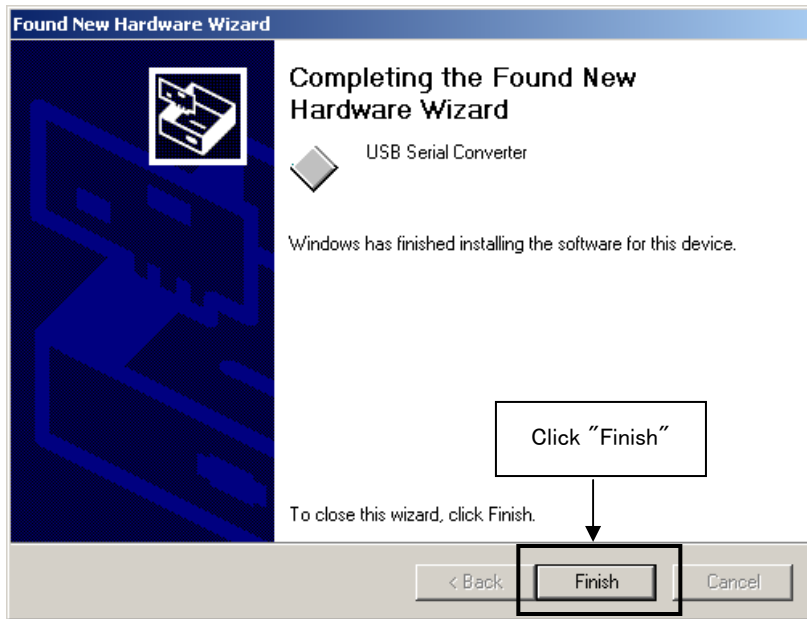 Found New Hardware Wizard
Completing the Found New
Hardware Wizard
USB Serial Converter
Windows has finished installing the software for this device.
Click "Finish"
To close this wizard, click Finish.
< Back
Finish
Cancel